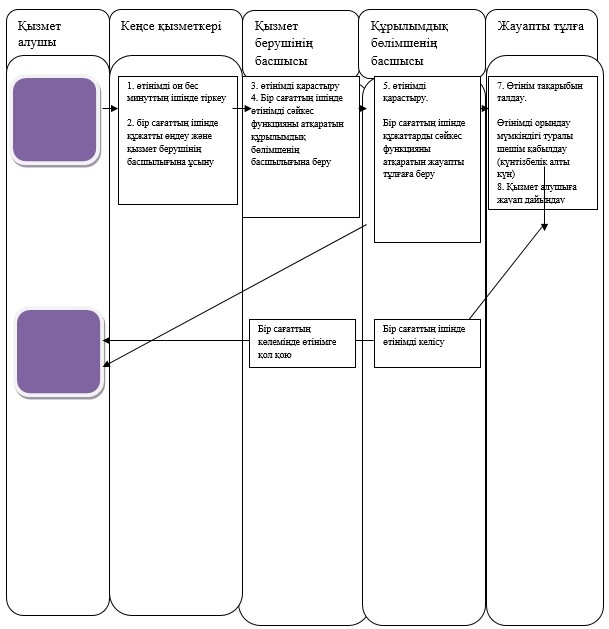 Қызмет
алушы
Кеңсе қызметкері
Қызмет
берушінің
басшысы
Құрылымдық
бөлімшенің
басшысы
Жауапты тұлға
1. өтінімді он бес
минуттың ішінде тіркеу
2. бір сағаттың ішінде
құжатты өңдеу және
қызмет берушінің
басшылығына ұсыну
3. өтінімді қарастыру
4. Бір сағаттың ішінде
өтінімді сәйкес
функцияны атқаратын
құрылымдық
бөлімшенің
басшылығына беру
5. өтінімді
қарастыру.
Бір сағаттың ішінде
құжаттарды сәйкес
функцияны
атқаратын жауапты
тұлғаға беру
7. Өтінім тақарыбын
талдау.
Өтінімді орындау
мүмкіндігі туралы
шешім қабылдау
(күнтізбелік алты
күн)
8. Қызмет алушыға
жауап дайындау
Бір сағаттың
көлемінде өтінімге
қол қою
Бір сағаттың ішінде
өтінімді келісу